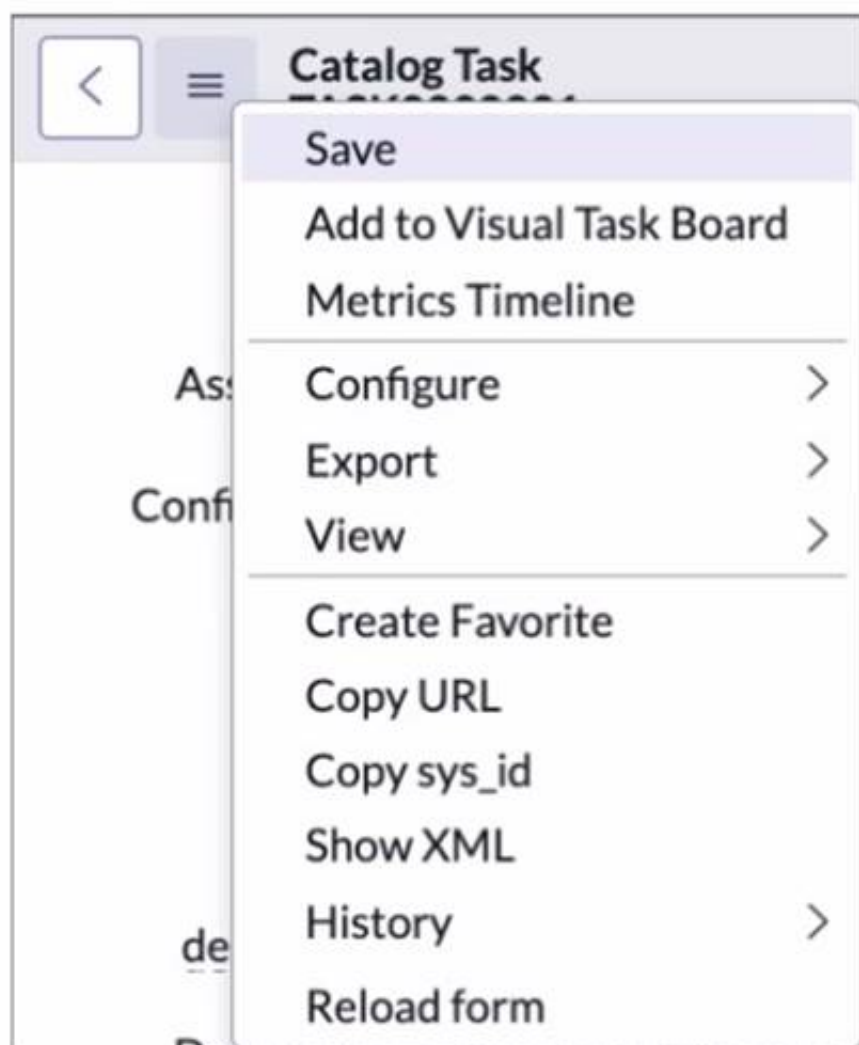 Catalog Task
Save
Add to Visual Task Board
Metrics Timeline
Configure
Export
View
Create Favorite
Copy URL
Copy sys_id
Show XML
History
Reload form